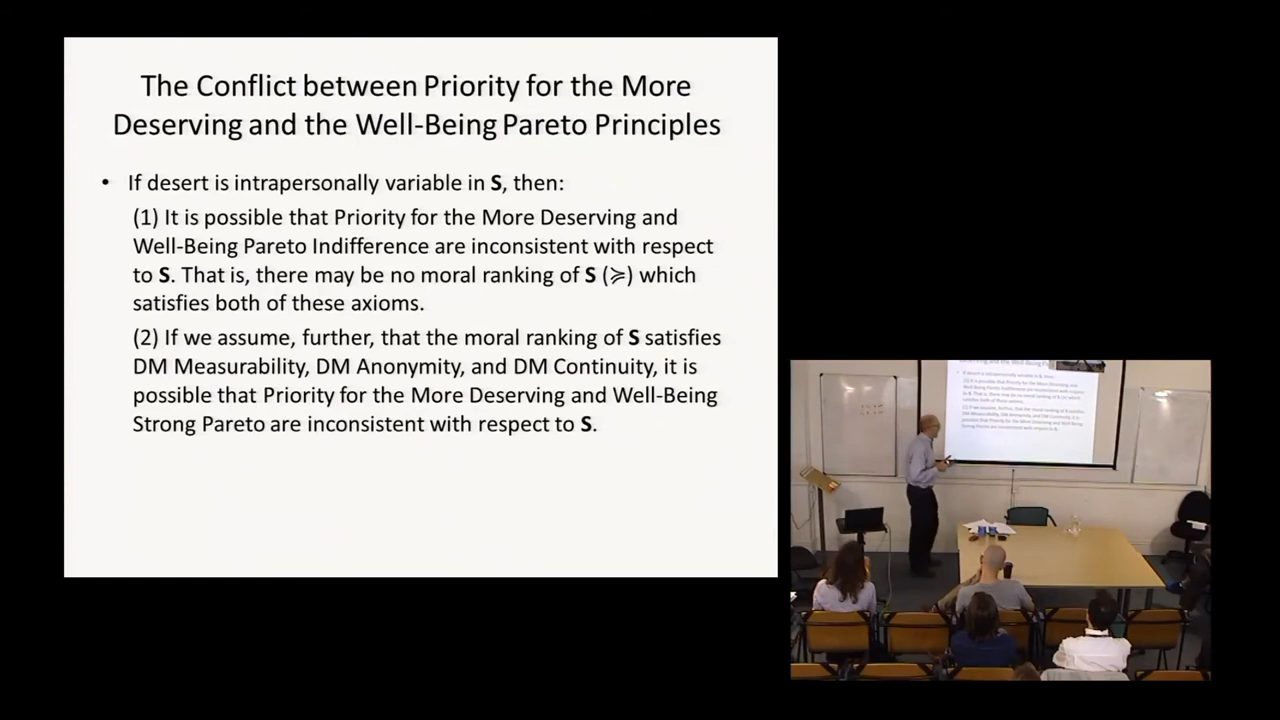 The Conflict between Priority for the More
Deserving and the Well-Being Pareto Principles
• If desert is intrapersonally variable in S, then:
(1) It is possible that Priority for the More Deserving and
Well-Being Pareto Indifference are inconsistent with respect
to S. That is, there may be no moral ranking of S (≽) which
satisfies both of these axioms.
(2) If we assume, further, that the moral ranking of S satisfies
DM Measurability, DM Anonymity, and DM Continuity, it is
possible that Priority for the More Deserving and Well-Being
Strong Pareto are inconsistent with respect to S.